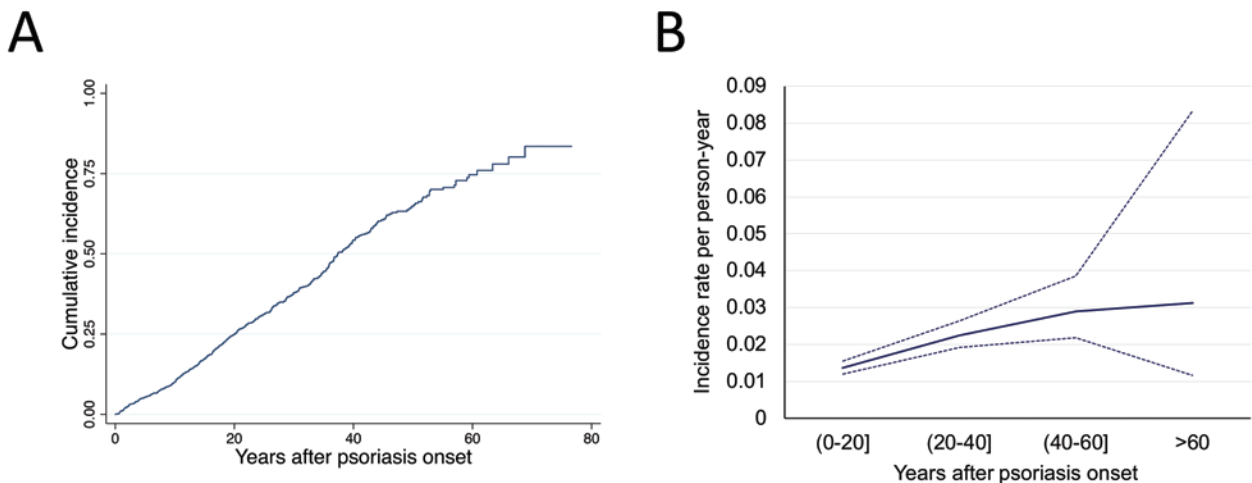 A
Cumulative incidence
1.00
0.75
0.50
0.25
0.00
0 20 40 60 80
Years after psoriasis onset
B
Incidence rate per person-year
0.09
0.08
0.07
0.06
0.05
0.04
0.03
0.02
0.01
0
(0-20] (20-40] (40-60] >60
Years after psoriasis onset